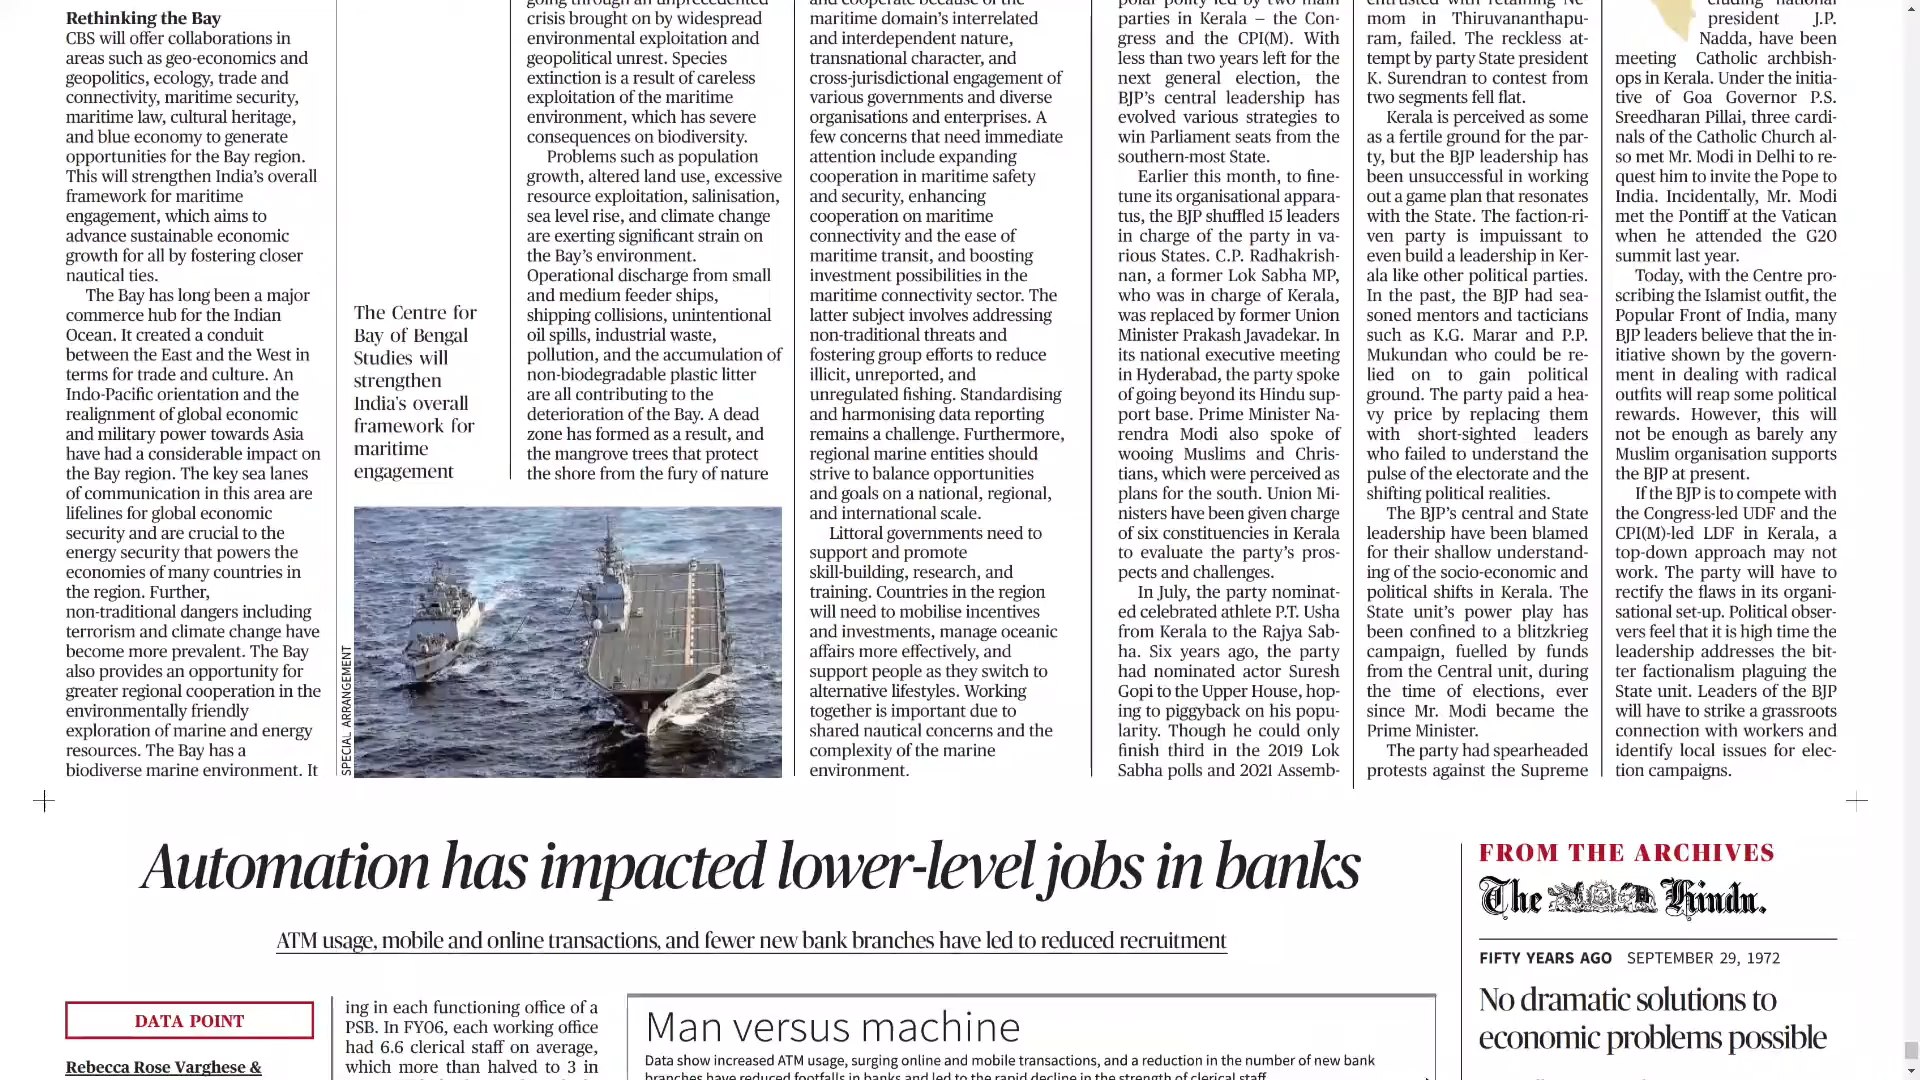 Rethinking the Bay
CBS will offer collaborations in
areas such as geo-economics and
geopolitics, ecology, trade and
connectivity, maritime security,
maritime law, cultural heritage,
and blue economy to generate
opportunities for the Bay region.
This will strengthen India's overall
framework for maritime
engagement, which aims to
advance sustainable economic
growth for all by fostering closer
nautical ties.
The Bay has long been a major
commerce hub for the Indian
Ocean. It created a conduit
between the East and the West in
terms for trade and culture. An
Indo-Pacific orientation and the
realignment of global economic
and military power towards Asia
have had a considerable impact on
the Bay region. The key sea lanes
of communication in this area are
lifelines for global economic
security and are crucial to the
energy security that powers the
economies of many countries in
the region. Further,
non-traditional dangers including
terrorism and climate change have
become more prevalent. The Bay
also provides an opportunity for
greater regional cooperation in the
environmentally friendly
exploration of marine and energy
resources. The Bay has a
biodiverse marine environment. It
The Centre for
Bay of Bengal
Studies will
strengthen
India's overall
framework for
maritime
engagement
SPECIAL ARRANGEMENT
going through an unprecedented
crisis brought on by widespread
environmental exploitation and
geopolitical unrest. Species
extinction is a result of careless
exploitation of the maritime
environment, which has severe
consequences on biodiversity.
Problems such as population
growth, altered land use, excessive
resource exploitation, salinisation,
sea level rise, and climate change
are exerting significant strain on
the Bay's environment.
Operational discharge from small
and medium feeder ships,
shipping collisions, unintentional
oil spills, industrial waste,
pollution, and the accumulation of
non-biodegradable plastic litter
are all contributing to the
deterioration of the Bay. A dead
zone has formed as a result, and
the mangrove trees that protect
the shore from the fury of nature
and cooperate because of the
maritime domain's interrelated
and interdependent nature,
transnational character, and
cross-jurisdictional engagement of
various governments and diverse
organisations and enterprises. A
few concerns that need immediate
attention include expanding
cooperation in maritime safety
and security, enhancing
cooperation on maritime
connectivity and the ease of
maritime transit, and boosting
investment possibilities in the
maritime connectivity sector. The
latter subject involves addressing
non-traditional threats and
fostering group efforts to reduce
illicit, unreported, and
unregulated fishing. Standardising
and harmonising data reporting
remains a challenge. Furthermore,
regional marine entities should
strive to balance opportunities
and goals on a national, regional,
and international scale.
Littoral governments need to
support and promote
skill-building, research, and
training. Countries in the region
will need to mobilise incentives
and investments, manage oceanic
affairs more effectively, and
support people as they switch to
alternative lifestyles. Working
together is important due to
shared nautical concerns and the
complexity of the marine
environment.
polar polity led by two main
parties in Kerala – the Con-
gress and the CPI(M). With
less than two years left for the
next general election, the
BJP's central leadership has
evolved various strategies to
win Parliament seats from the
southern-most State.
Earlier this month, to fine-
tune its organisational appara-
tus, the BJP shuffled 15 leaders
in charge of the party in va-
rious States. C.P. Radhakrish-
nan, a former Lok Sabha MP,
who was in charge of Kerala,
was replaced by former Union
Minister Prakash Javadekar. In
its national executive meeting
in Hyderabad, the party spoke
of going beyond its Hindu sup-
port base. Prime Minister Na-
rendra Modi also spoke of
wooing Muslims and Chris-
tians, which were perceived as
plans for the south. Union Mi-
nisters have been given charge
of six constituencies in Kerala
to evaluate the party's pros-
pects and challenges.
In July, the party nominat-
ed celebrated athlete P.T. Usha
from Kerala to the Rajya Sab-
ha. Six years ago, the party
had nominated actor Suresh
Gopi to the Upper House, hop-
ing to piggyback on his popu-
larity. Though he could only
finish third in the 2019 Lok
Sabha polls and 2021 Assemb-
entrusted with retaining Ne-
mom in Thiruvananthapu-
ram, failed. The reckless at-
tempt by party State president
K. Surendran to contest from
two segments fell flat.
Kerala is perceived as some
as a fertile ground for the par-
ty, but the BJP leadership has
been unsuccessful in working
out a game plan that resonates
with the State. The faction-ri-
ven party is impuissant to
even build a leadership in Ker-
ala like other political parties.
In the past, the BJP had sea-
soned mentors and tacticians
such as K.G. Marar and P.P.
Mukundan who could be re-
lied on to gain political
ground. The party paid a hea-
vy price by replacing them
with short-sighted leaders
who failed to understand the
pulse of the electorate and the
shifting political realities.
The BJP's central and State
leadership have been blamed
for their shallow understand-
ing of the socio-economic and
political shifts in Kerala. The
State unit's power play has
been confined to a blitzkrieg
campaign, fuelled by funds
from the Central unit, during
the time of elections, ever
since Mr. Modi became the
Prime Minister.
The party had spearheaded
protests against the Supreme
cluding national
president J.P.
Nadda, have been
meeting Catholic archbish-
ops in Kerala. Under the initia-
tive of Goa Governor P.S.
Sreedharan Pillai, three cardi-
nals of the Catholic Church al-
so met Mr. Modi in Delhi to re-
quest him to invite the Pope to
India. Incidentally, Mr. Modi
met the Pontiff at the Vatican
when he attended the G20
summit last year.
Today, with the Centre pro-
scribing the Islamist outfit, the
Popular Front of India, many
BJP leaders believe that the in-
itiative shown by the govern-
ment in dealing with radical
outfits will reap some political
rewards. However, this will
not be enough as barely any
Muslim organisation supports
the BJP at present.
If the BJP is to compete with
the Congress-led UDF and the
CPI(M)-led LDF in Kerala, a
top-down approach may not
work. The party will have to
rectify the flaws in its organi-
sational set-up. Political obser-
vers feel that it is high time the
leadership addresses the bit-
ter factionalism plaguing the
State unit. Leaders of the BJP
will have to strike a grassroots
connection with workers and
identify local issues for elec-
tion campaigns.
Automation has impacted lower-level jobs in banks
ATM usage, mobile and online transactions, and fewer new bank branches have led to reduced recruitment
DATA POINT
Rebecca Rose Varghese &
ing in each functioning office of a
PSB. In FY06, each working office
had 6.6 clerical staff on average,
which more than halved to 3 in
Man versus machine
Data show increased ATM usage, surging online and mobile transactions, and a reduction in the number of new bank
branches have reduced footfalls in banks and led to the rapid decline in the strength of clerical staff
FROM THE ARCHIVES
The Hindu.
FIFTY YEARS AGO SEPTEMBER 29, 1972
No dramatic solutions to
economic problems possible